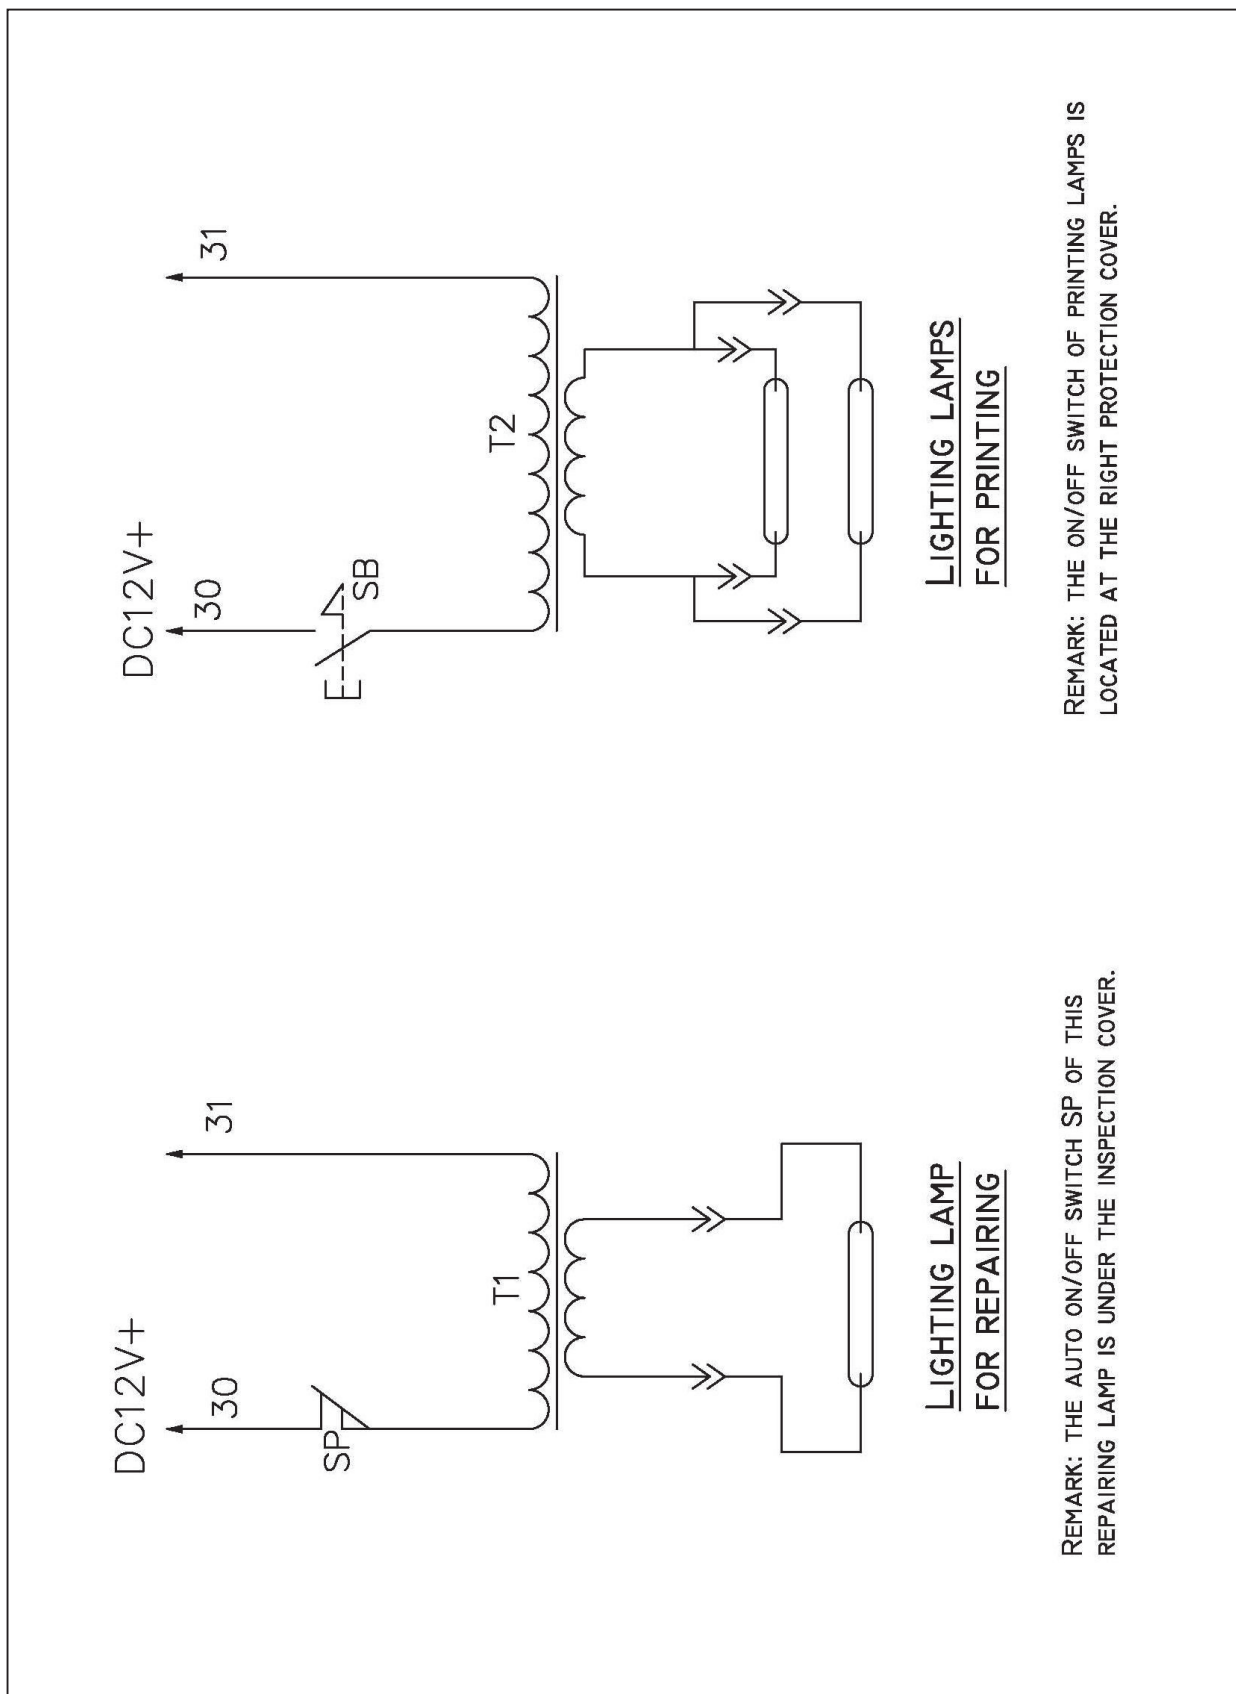 DC12V+
30
31
SP
T1
LIGHTING LAMP
FOR REPAIRING
REMARK: THE AUTO ON/OFF SWITCH SP OF THIS
REPAIRING LAMP IS UNDER THE INSPECTION COVER.
DC12V+
30
31
SB
T2
LIGHTING LAMPS
FOR PRINTING
REMARK: THE ON/OFF SWITCH OF PRINTING LAMPS IS
LOCATED AT THE RIGHT PROTECTION COVER.